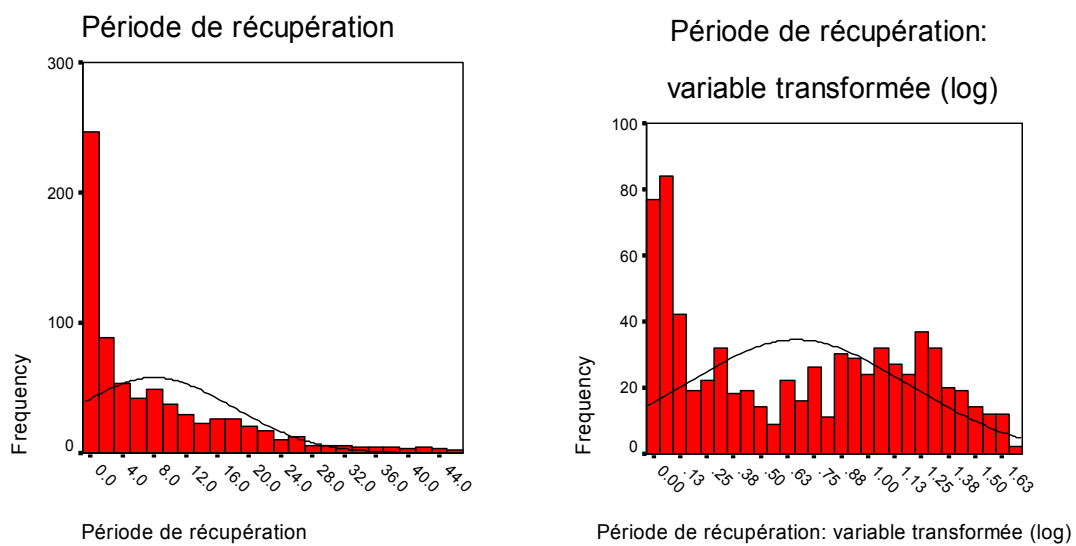 Période de récupération
300
200
100
0
Frequency
0.0 4.0 8.0 12.0 16.0 20.0 24.0 28.0 32.0 36.0 40.0 44.0
Période de récupération
Période de récupération:
variable transformée (log)
100
80
60
40
20
0
Frequency
0.00 .13 .25 .38 .50 .63 .75 .88 1.00 1.13 1.25 1.38 1.50 1.63
Période de récupération: variable transformée (log)